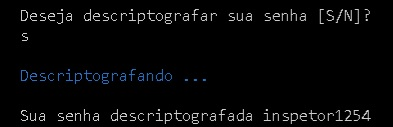 Deseja descriptografar sua senha [S/N]?
s
Descriptografando ...
Sua senha descriptografada inspetor1254